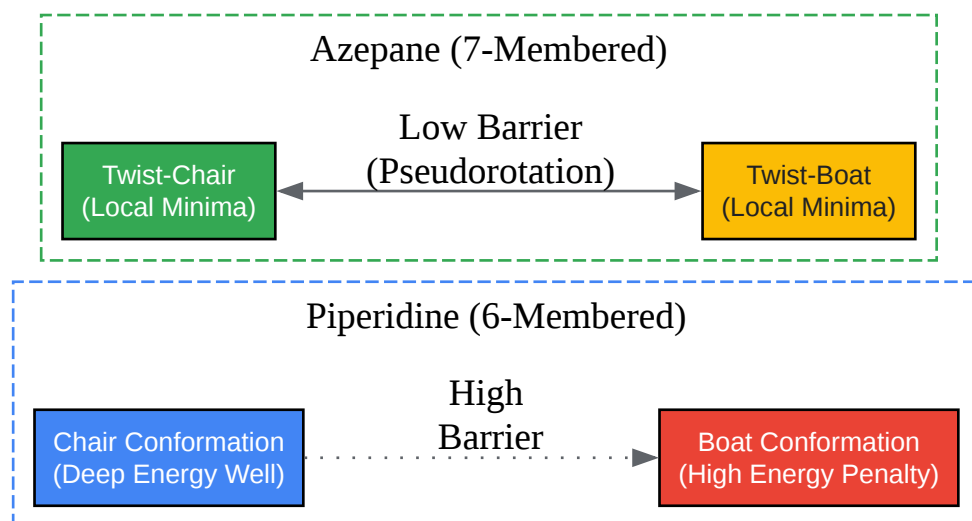 Azepane (7-Membered)
Low Barrier
(Pseudorotation)
Twist-Chair
(Local Minima)
Twist-Boat
(Local Minima)
Piperidine (6-Membered)
High
Barrier
Chair Conformation
(Deep Energy Well)
Boat Conformation
(High Energy Penalty)